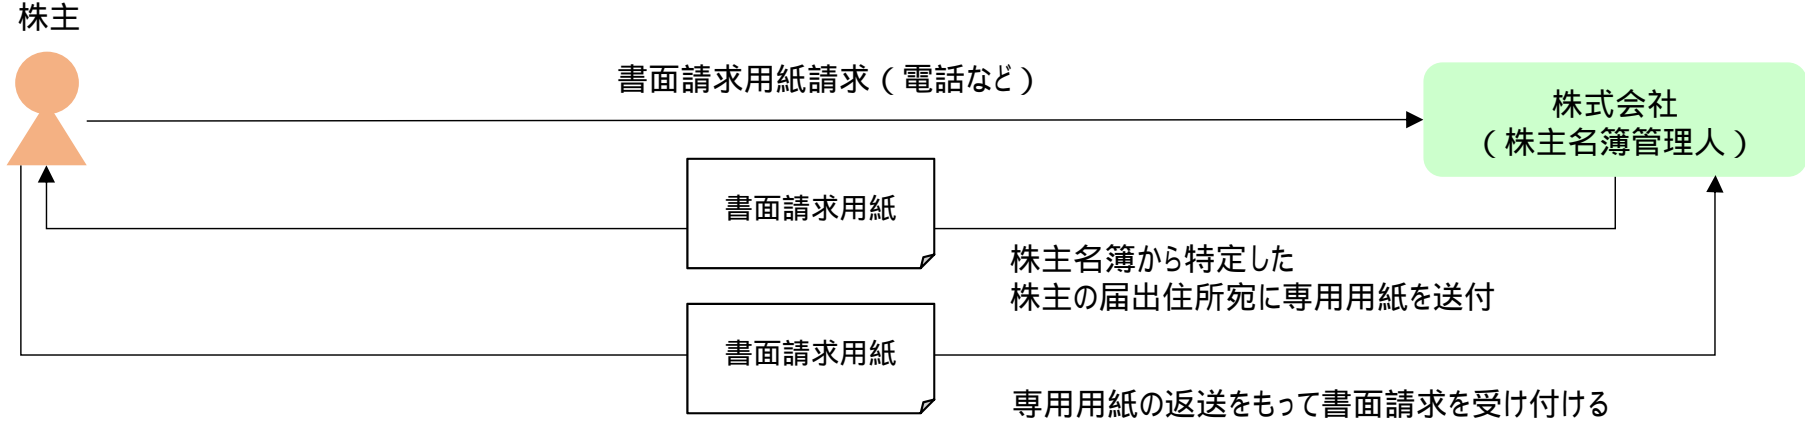 株主
書面請求用紙請求（電話など）
株式会社
（株主名簿管理人）
書面請求用紙
株主名簿から特定した
株主の届出住所宛に専用用紙を送付
書面請求用紙
専用用紙の返送をもって書面請求を受け付ける